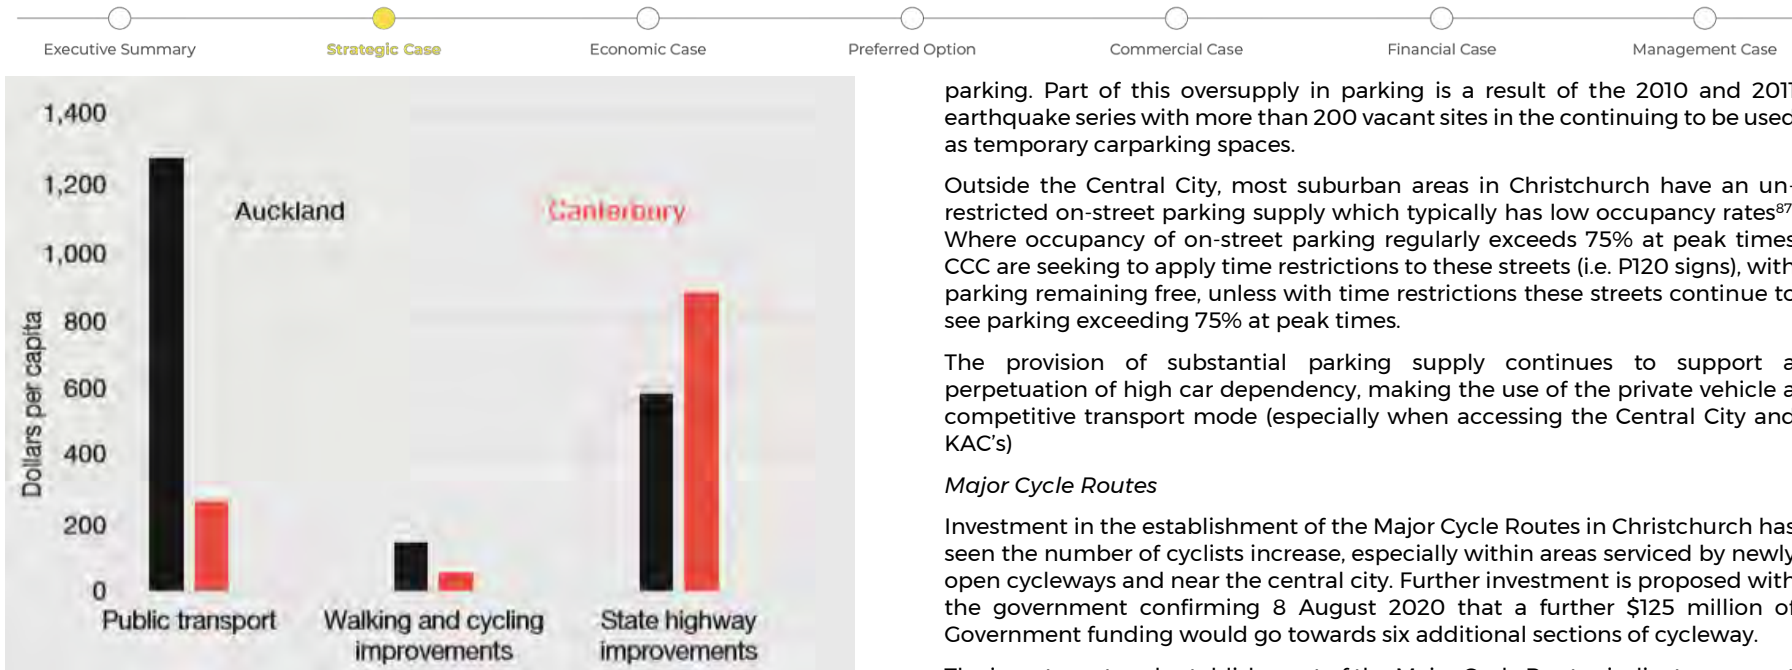 Executive Summary
Strategic Case
Economic Case
Preferred Option
Commercial Case
Financial Case
Management Case
1,400
1,200
1,000
800
600
400
200
0
Dollars per capita
Auckland
Canterbury
Public transport
Walking and cycling
improvements
State highway
improvements
parking. Part of this oversupply in parking is a result of the 2010 and 2011
earthquake series with more than 200 vacant sites in the continuing to be used
as temporary carparking spaces.
Outside the Central City, most suburban areas in Christchurch have an un-
restricted on-street parking supply which typically has low occupancy rates⁸⁷
Where occupancy of on-street parking regularly exceeds 75% at peak times
CCC are seeking to apply time restrictions to these streets (i.e. P120 signs), with
parking remaining free, unless with time restrictions these streets continue to
see parking exceeding 75% at peak times.
The provision of substantial parking supply continues to support a
perpetuation of high car dependency, making the use of the private vehicle a
competitive transport mode (especially when accessing the Central City and
KAC's)
Major Cycle Routes
Investment in the establishment of the Major Cycle Routes in Christchurch has
seen the number of cyclists increase, especially within areas serviced by newly
open cycleways and near the central city. Further investment is proposed with
the government confirming 8 August 2020 that a further $125 million of
Government funding would go towards six additional sections of cycleway.